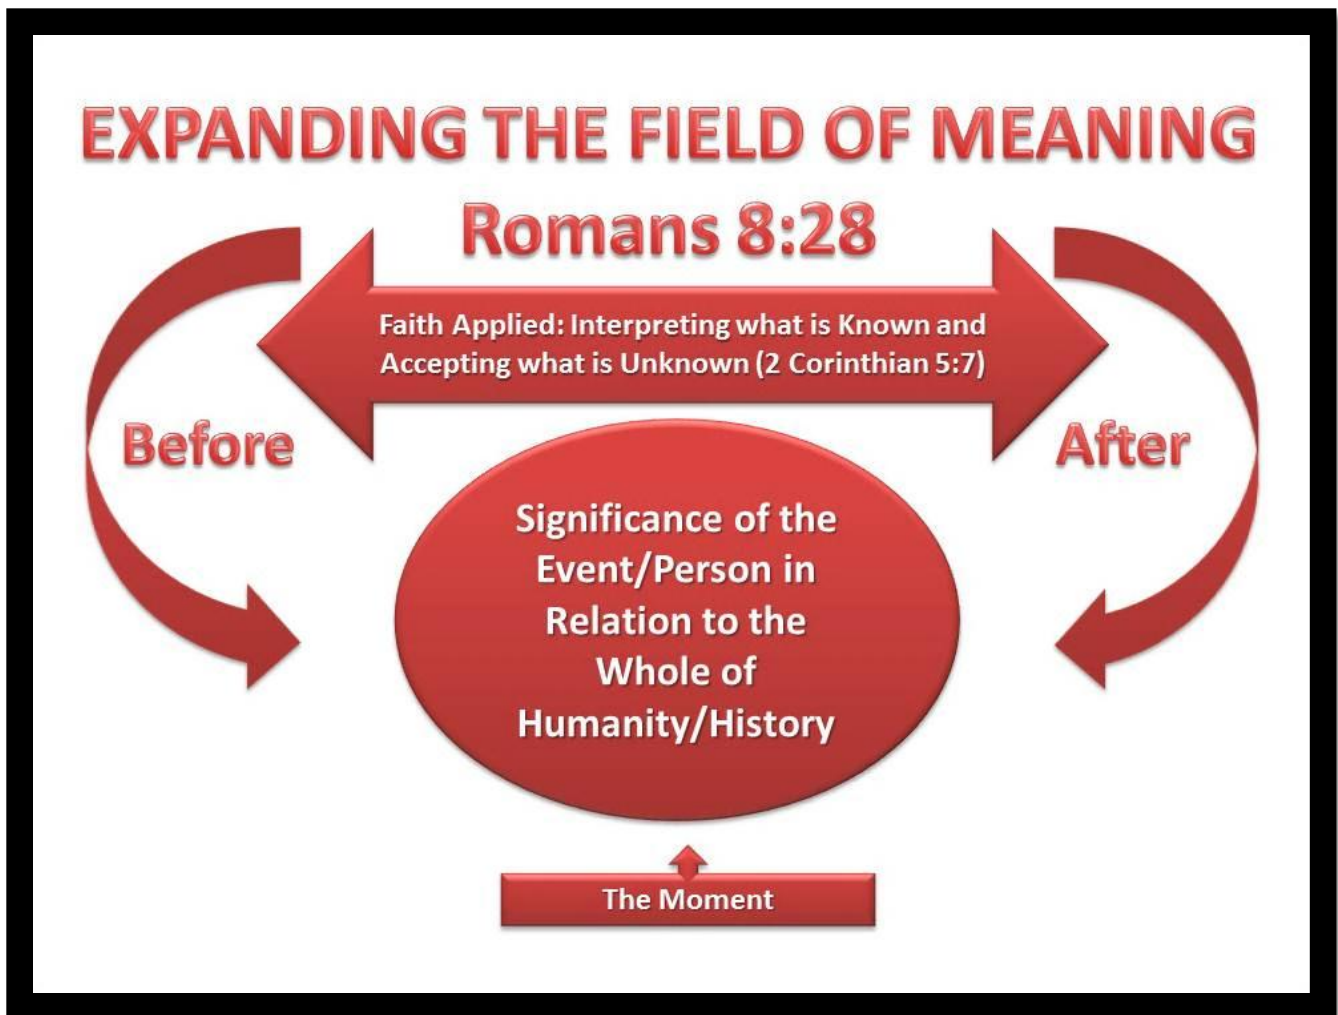 EXPANDING THE FIELD OF MEANING
Romans 8:28
Faith Applied: Interpreting what is Known and
Accepting what is Unknown (2 Corinthian 5:7)
Before
After
Significance of the
Event/Person in
Relation to the
Whole of
Humanity/History
The Moment